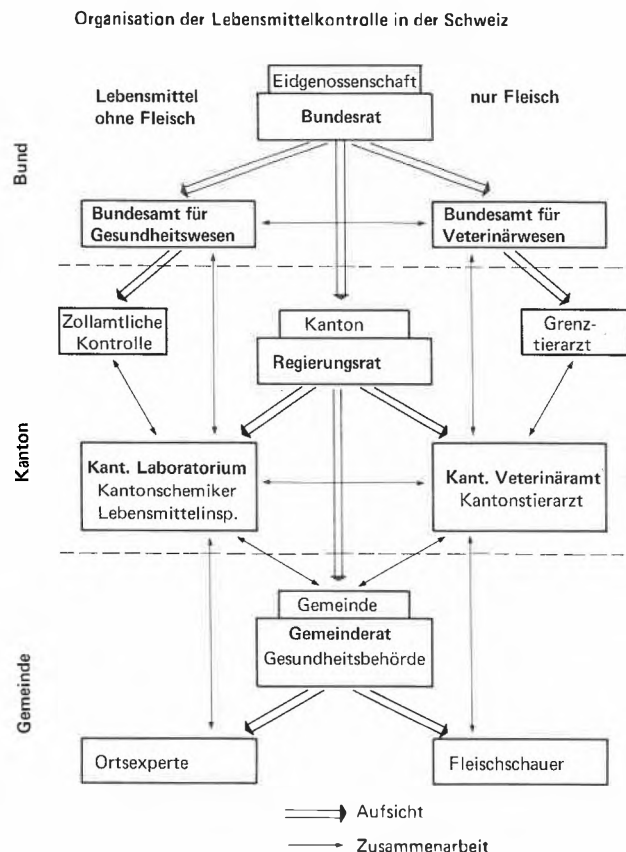 Organisation der Lebensmittelkontrolle in der Schweiz
Lebensmittel
ohne Fleisch
Eidgenossenschaft
Bundesrat
nur Fleisch
Bund
Bundesamt für
Gesundheitswesen
Bundesamt für
Veterinärwesen
Zollamtliche
Kontrolle
Kanton
Regierungsrat
Grenz-
tierarzt
Kanton
Kant. Laboratorium
Kantonschemiker
Lebensmittelinsp.
Kant. Veterinäramt
Kantonstierarzt
Gemeinde
Gemeinde
Gemeinderat
Gesundheitsbehörde
Ortsexperte
Fleischschauer
Aufsicht
Zusammenarbeit